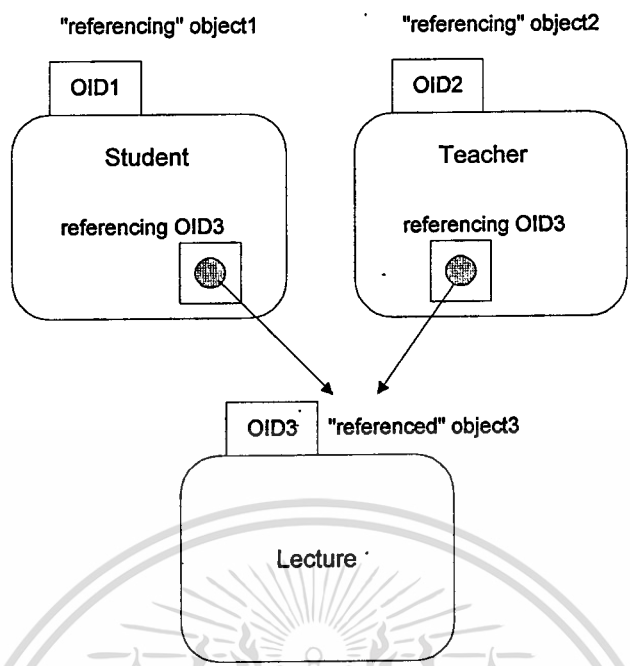 "referencing" object1
"referencing" object2
OID1
OID2
Student
Teacher
referencing OID3
referencing OID3
OID3
"referenced" object3
Lecture